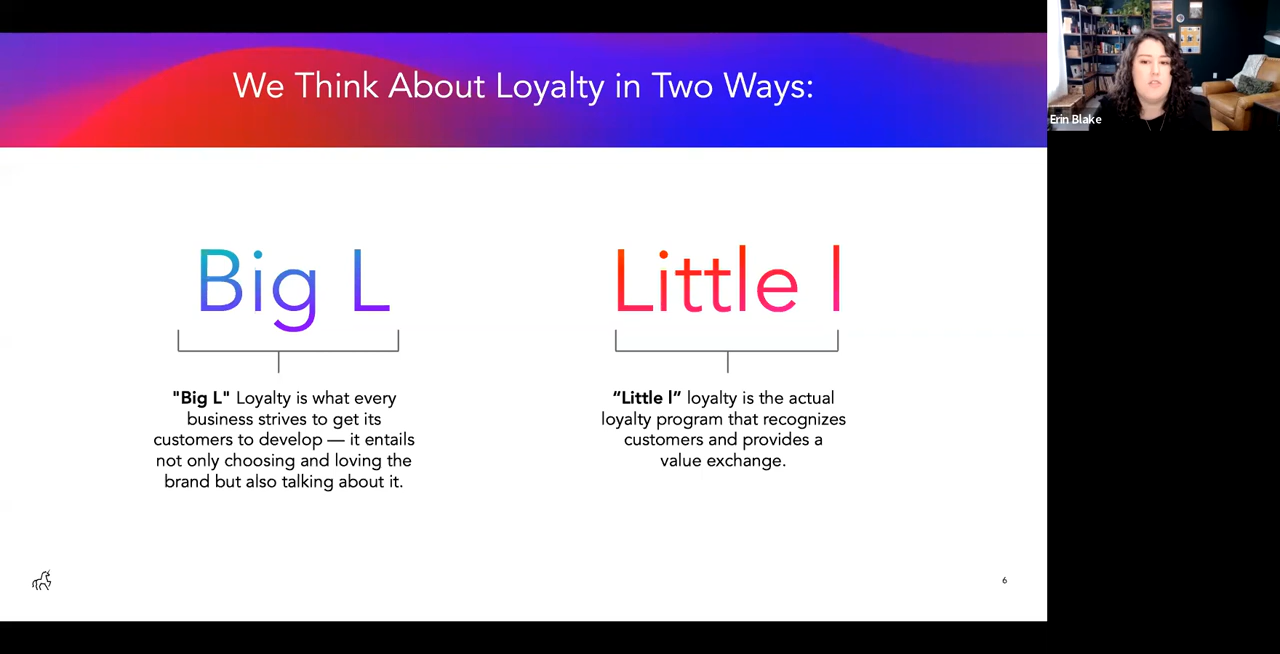 We Think About Loyalty in Two Ways:
Erin Blake
Big L
Little l
"Big L" Loyalty is what every
business strives to get its
customers to develop — it entails
not only choosing and loving the
brand but also talking about it.
“Little l” loyalty is the actual
loyalty program that recognizes
customers and provides a
value exchange.
6